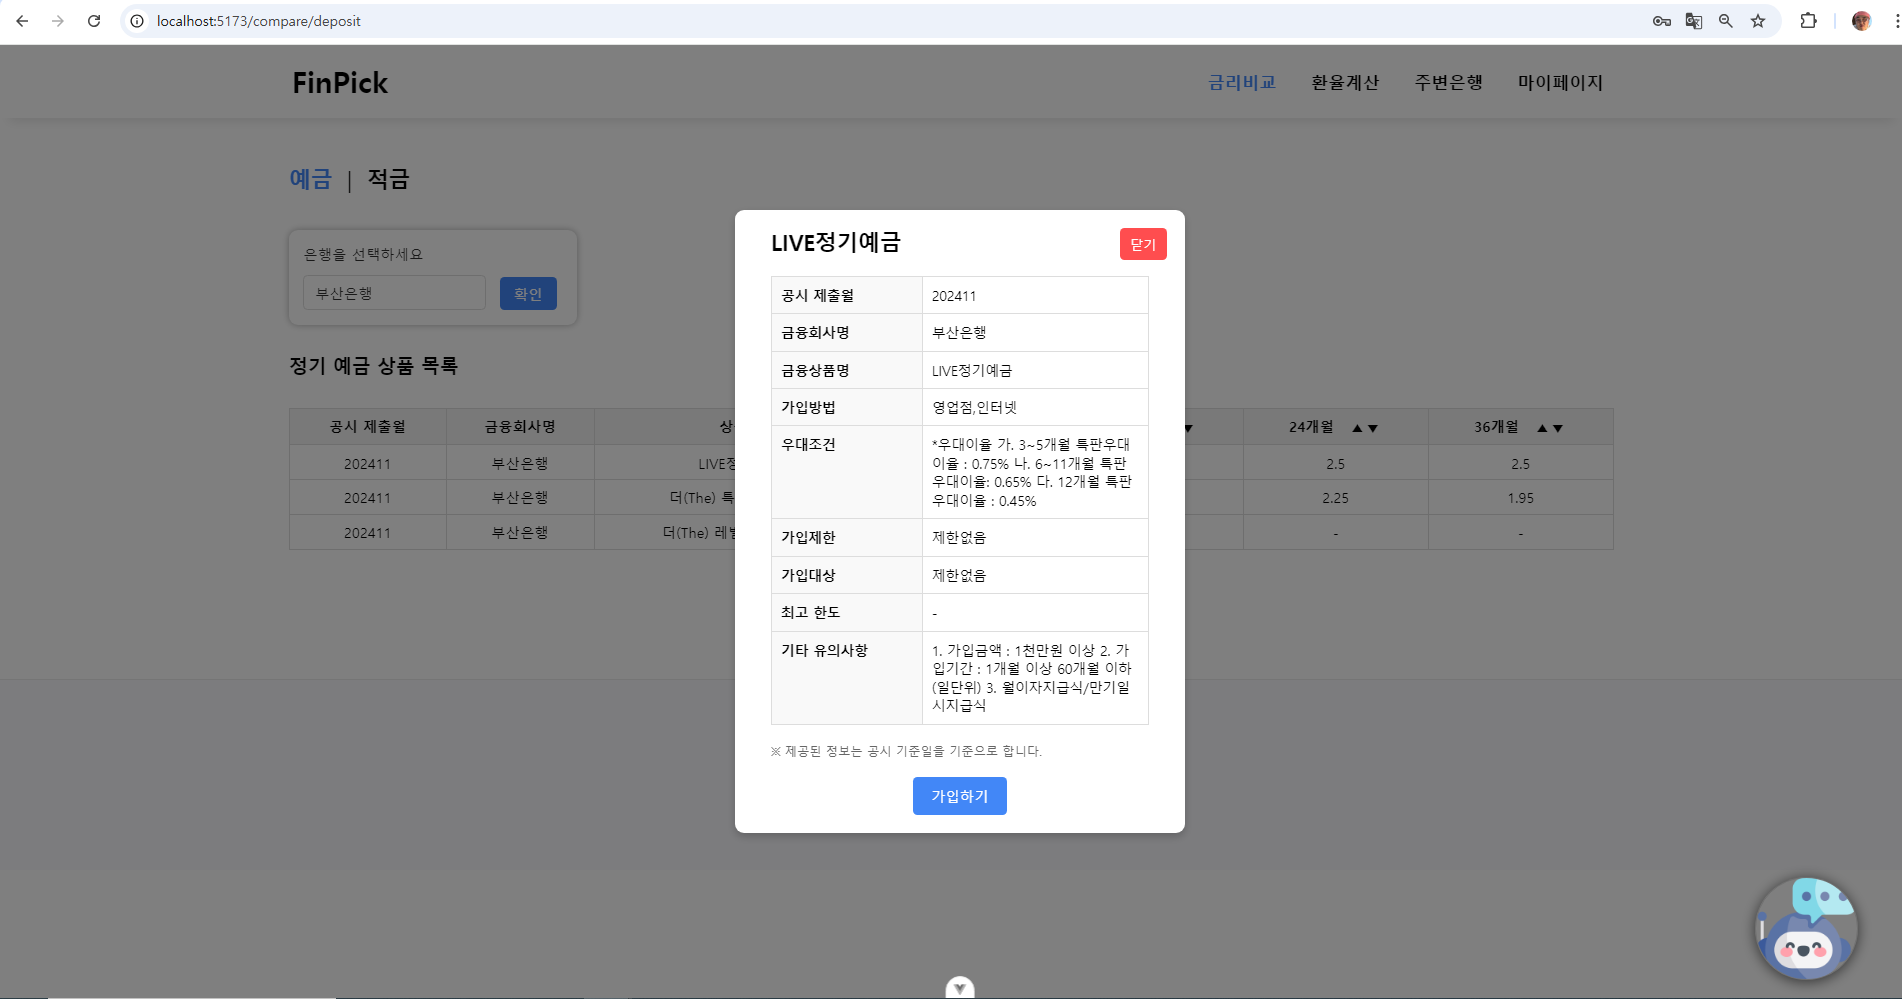 localhost:5173/compare/deposit
FinPick
금리비교 환율계산 주변은행 마이페이지
예금 | 적금
은행을 선택하세요
부산은행 확인
정기 예금 상품 목록
공시 제출월 금융회사명 24개월 ▲▼ 36개월 ▲▼
202411 부산은행 2.5 2.5
202411 부산은행 더(The) 2.25 1.95
202411 부산은행 더(The) - -
LIVE정기예금 닫기
공시 제출월 202411
금융회사명 부산은행
금융상품명 LIVE정기예금
가입방법 영업점,인터넷
우대조건 *우대이율 가. 3~5개월 특판우대
이율 : 0.75% 나. 6~11개월 특판
우대이율: 0.65% 다. 12개월 특판
우대이율 : 0.45%
가입제한 제한없음
가입대상 제한없음
최고 한도 -
기타 유의사항 1. 가입금액 : 1천만원 이상 2. 가
입기간 : 1개월 이상 60개월 이하
(일단위) 3. 월이자지급식/만기일
시지급식
※ 제공된 정보는 공시 기준일을 기준으로 합니다.
가입하기